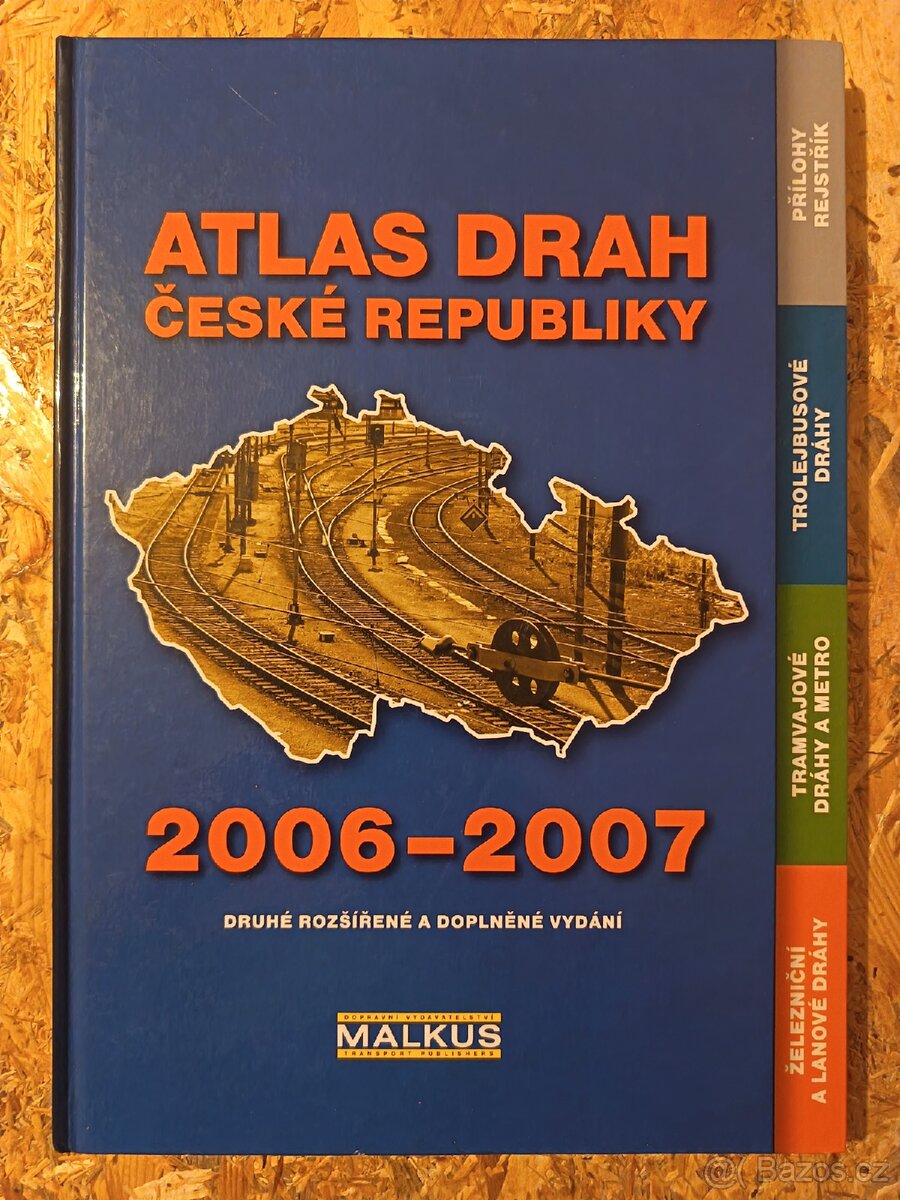 ATLAS DRAH
ČESKÉ REPUBLIKY
2006–2007
DRUHÉ ROZŠÍŘENÉ A DOPLNĚNÉ VYDÁNÍ
DOPRAVNÍ VYDAVATELSTVÍ
MALKUS
TRANSPORT PUBLISHERS
PŘÍLOHY
REJSTŘÍK
TROLEJBUSOVÉ
DRÁHY
TRAMVAJOVÉ
DRÁHY A METRO
ŽELEZNIČNÍ
A LANOVÉ DRÁHY
Bazos.cz